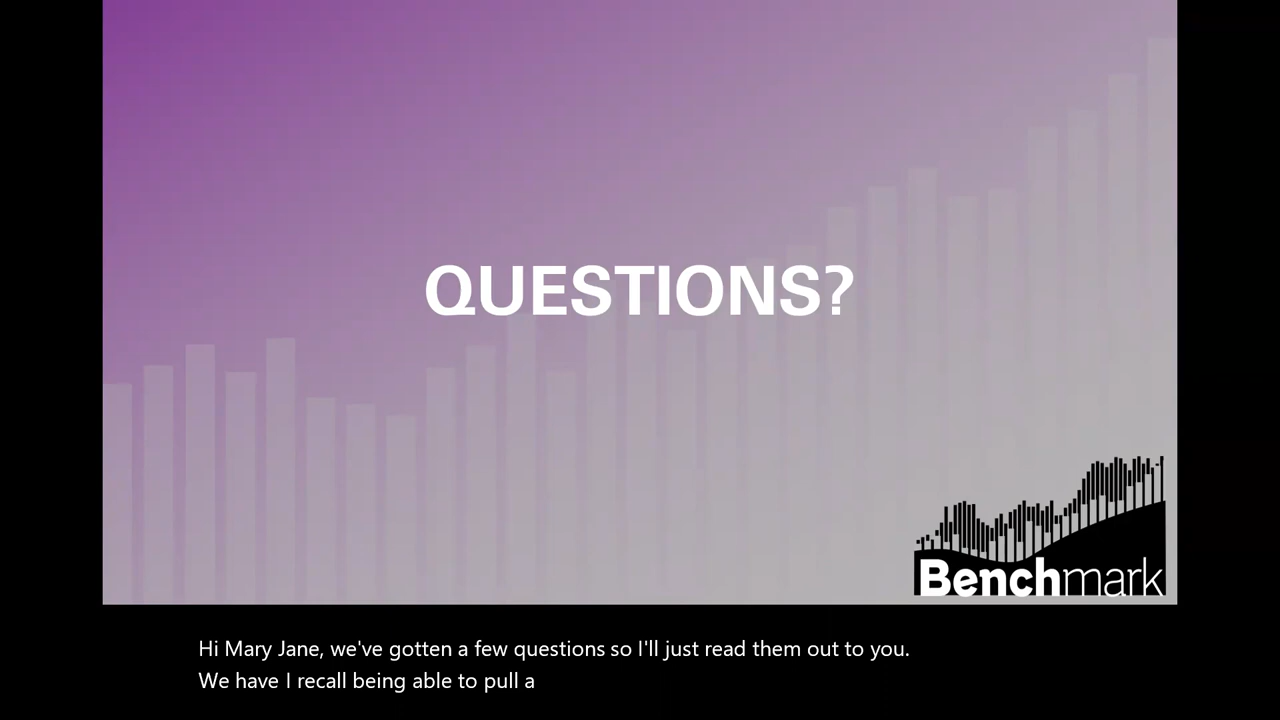 QUESTIONS?
Benchmark
Hi Mary Jane, we've gotten a few questions so I'll just read them out to you.
We have I recall being able to pull a